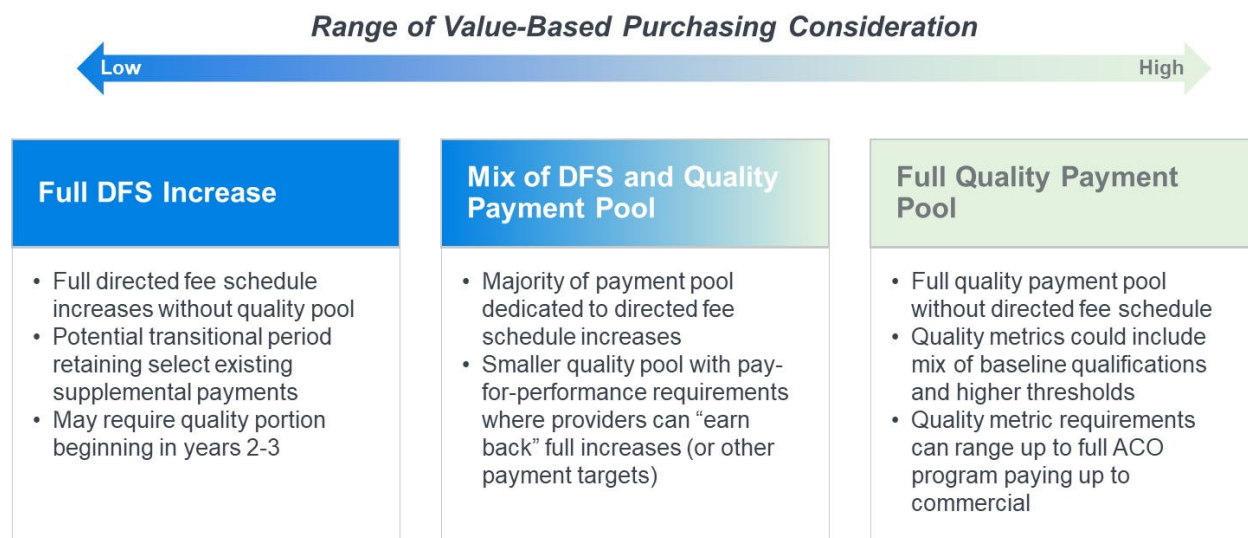 Range of Value-Based Purchasing Consideration
Low
High
Full DFS Increase
• Full directed fee schedule
increases without quality pool
• Potential transitional period
retaining select existing
supplemental payments
• May require quality portion
beginning in years 2-3
Mix of DFS and Quality
Payment Pool
• Majority of payment pool
dedicated to directed fee
schedule increases
• Smaller quality pool with pay-
for-performance requirements
where providers can “earn
back” full increases (or other
payment targets)
Full Quality Payment
Pool
• Full quality payment pool
without directed fee schedule
• Quality metrics could include
mix of baseline qualifications
and higher thresholds
• Quality metric requirements
can range up to full ACO
program paying up to
commercial